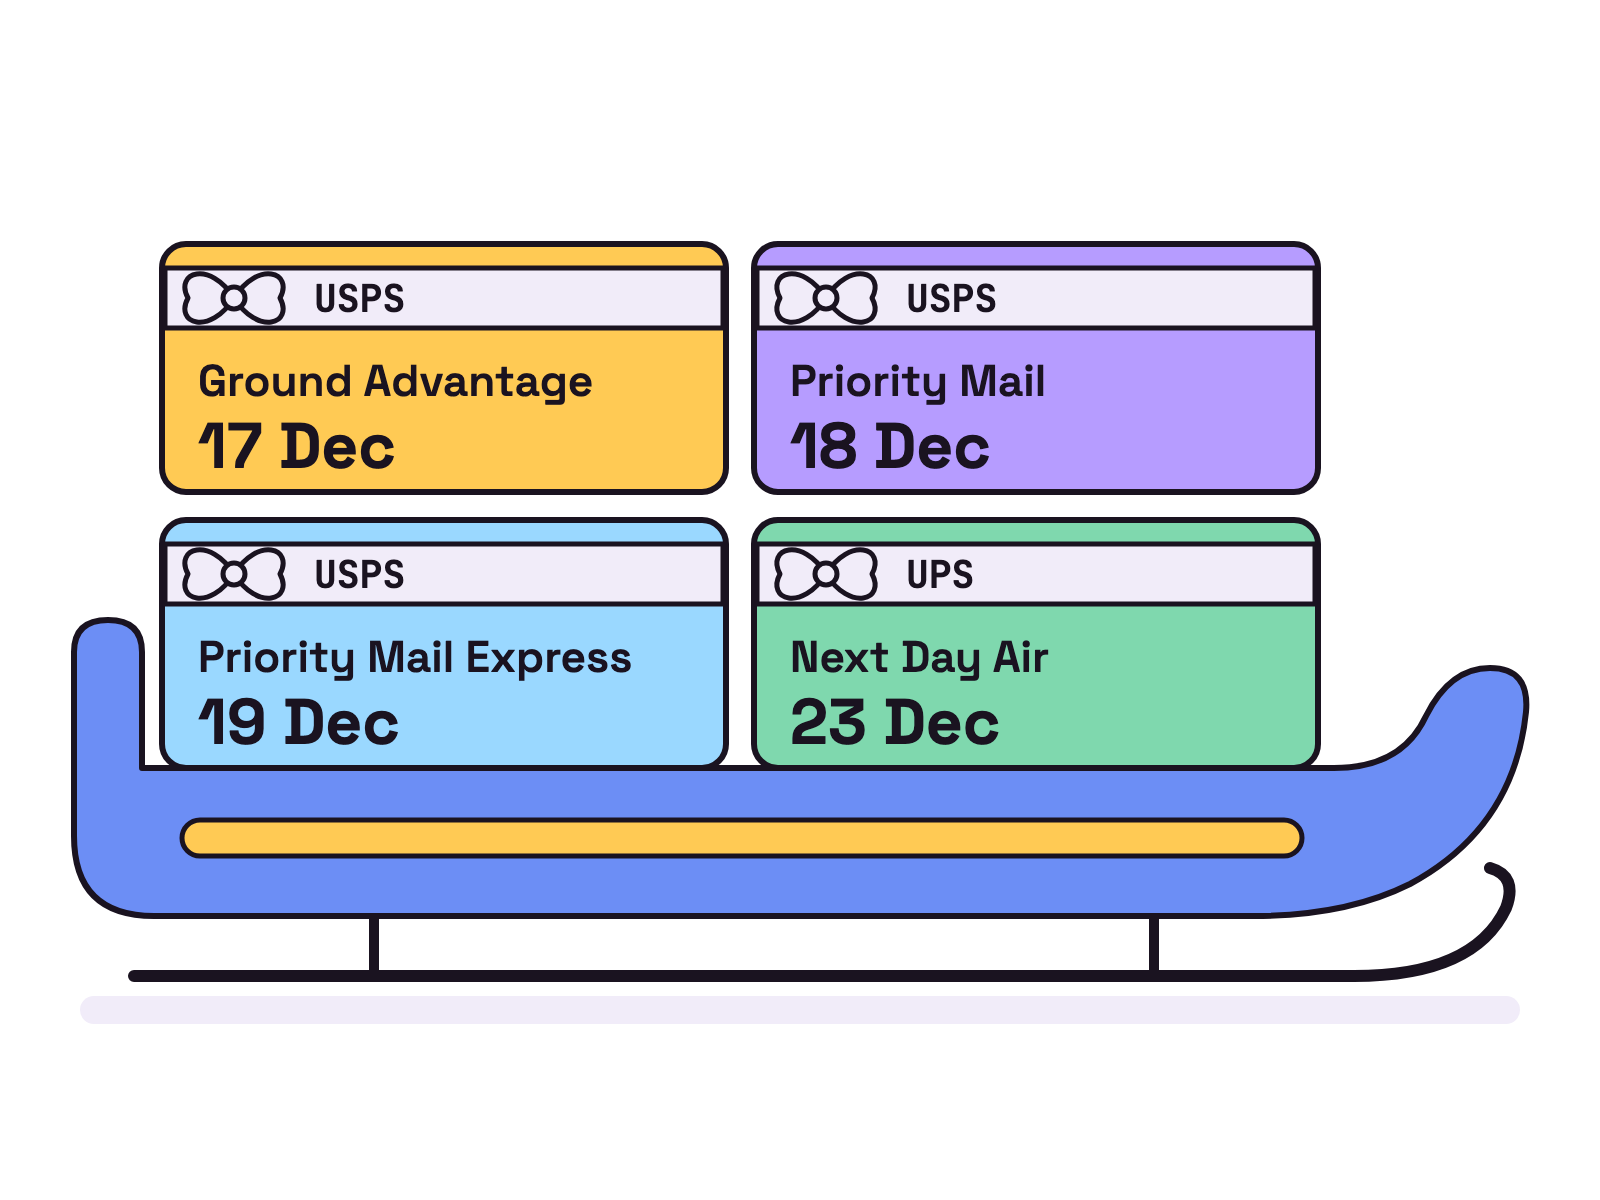 USPS
Ground Advantage
17 Dec
USPS
Priority Mail
18 Dec
USPS
Priority Mail Express
19 Dec
UPS
Next Day Air
23 Dec